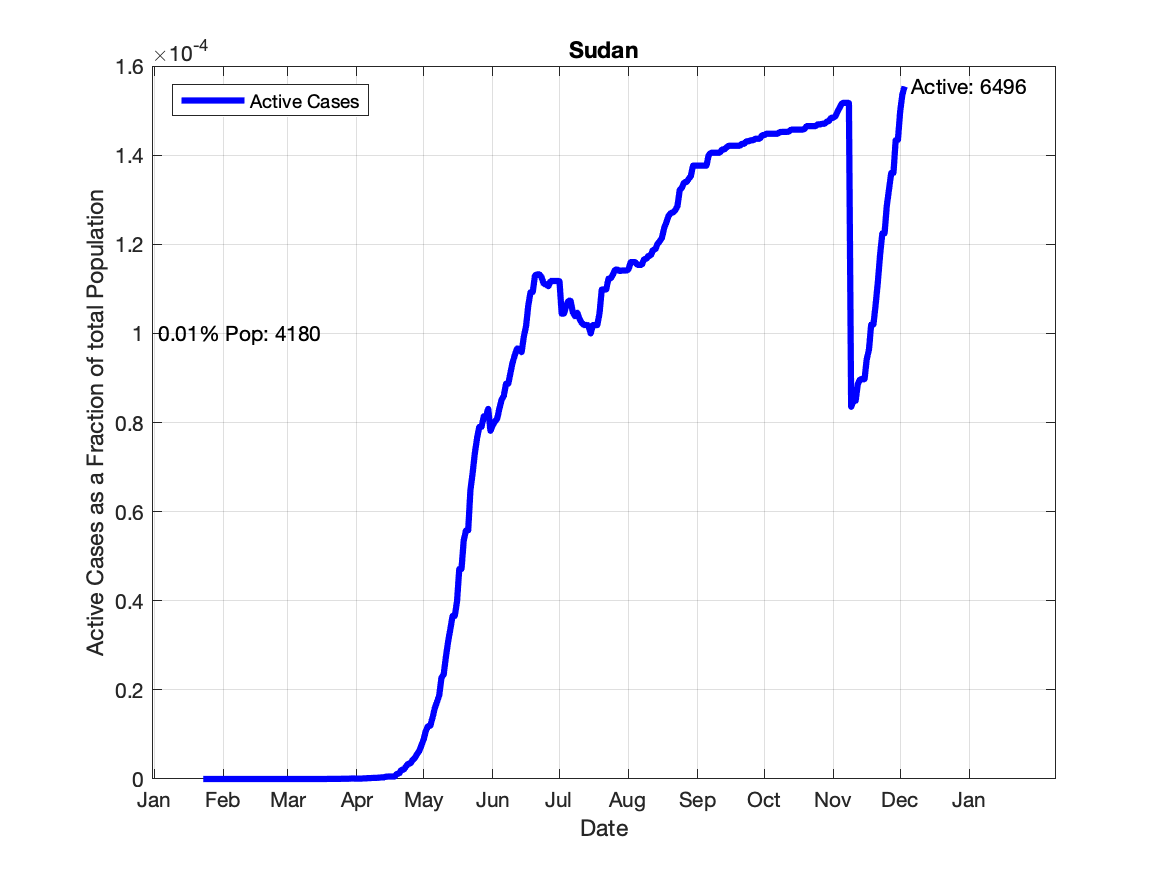 Sudan
×10^-4
1.6
1.4
1.2
1
0.8
0.6
0.4
0.2
0
Active Cases as a Fraction of total Population
Active Cases
Active: 6496
0.01% Pop: 4180
Jan Feb Mar Apr May Jun Jul Aug Sep Oct Nov Dec Jan
Date